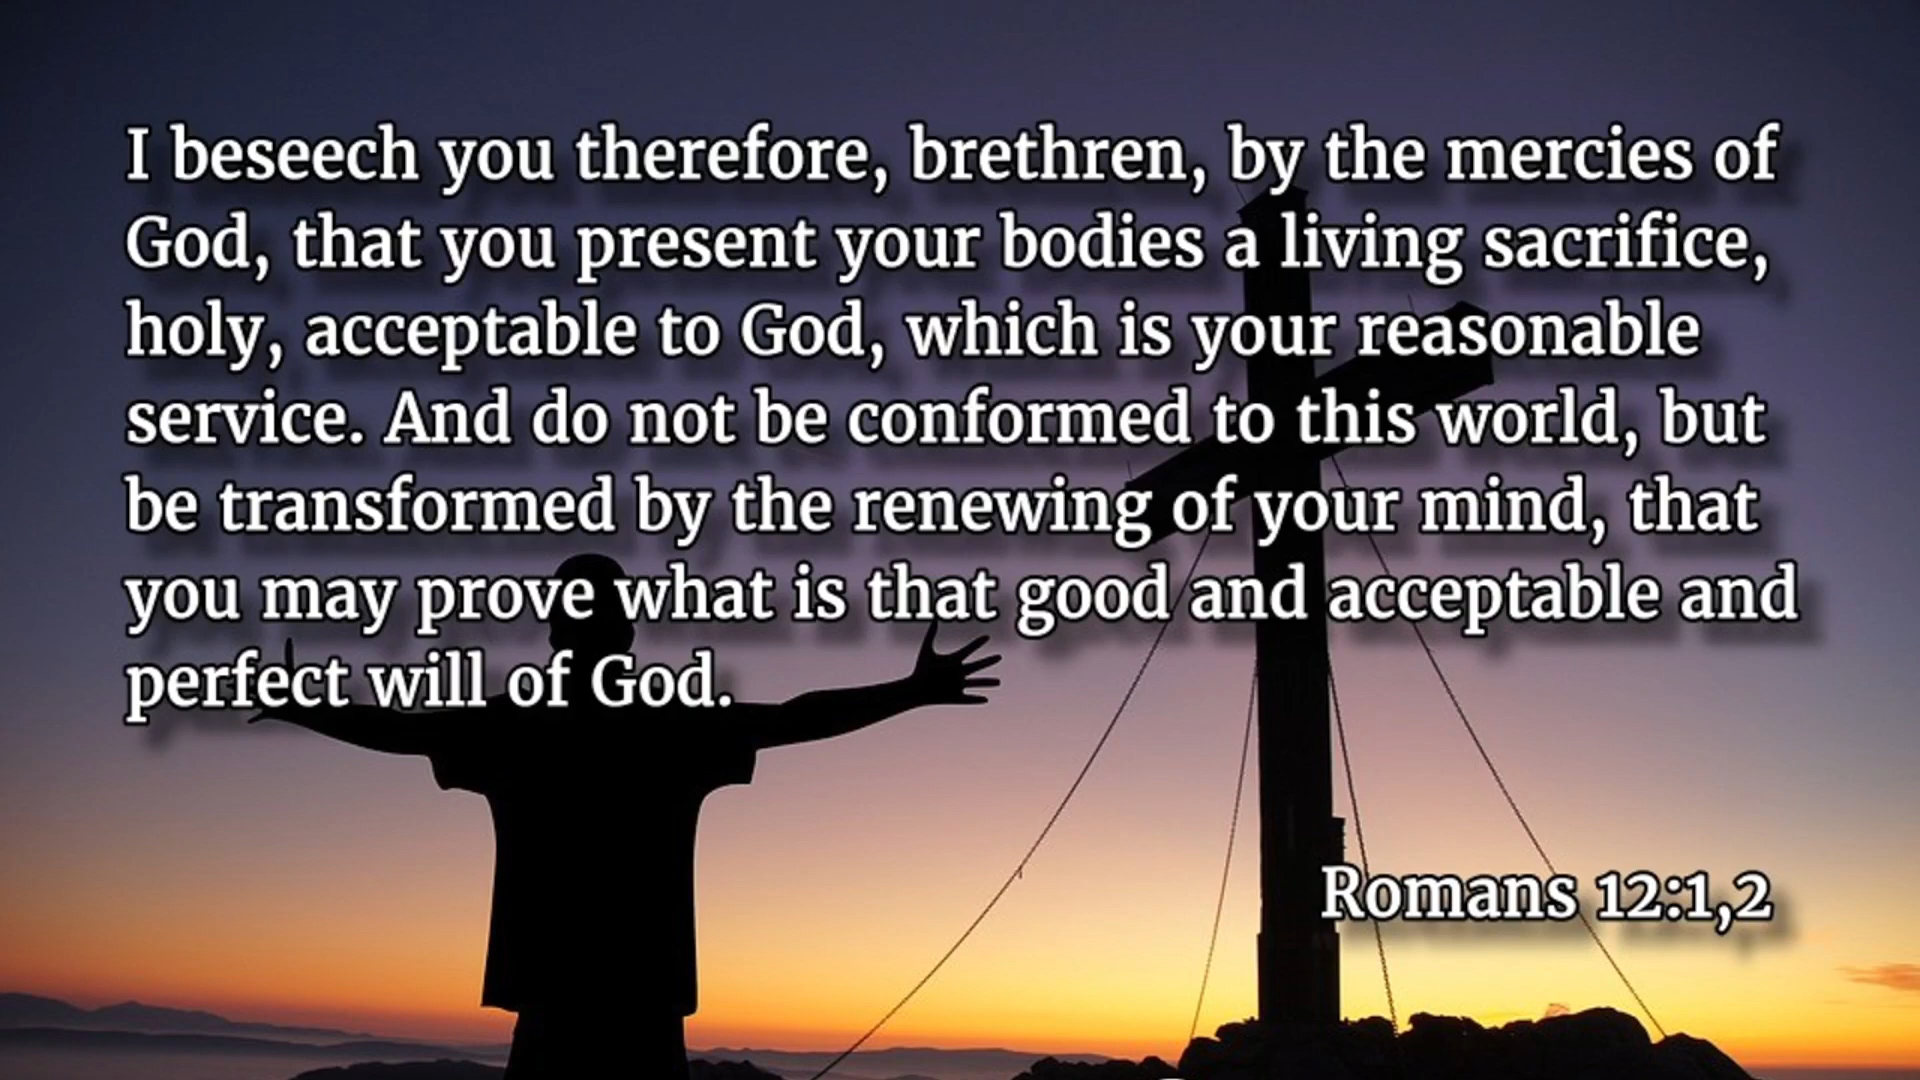 I beseech you therefore, brethren, by the mercies of
God, that you present your bodies a living sacrifice,
holy, acceptable to God, which is your reasonable
service. And do not be conformed to this world, but
be transformed by the renewing of your mind, that
you may prove what is that good and acceptable and
perfect will of God.
Romans 12:1,2